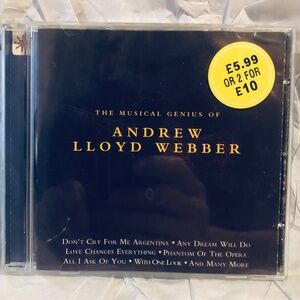 £5.99
OR 2 FOR
£10
THE MUSICAL GENIUS OF
ANDREW
LLOYD WEBBER
DON'T CRY FOR ME ARGENTINA • ANY DREAM WILL DO
LOVE CHANGES EVERYTHING • PHANTOM OF THE OPERA
ALL I ASK OF YOU • WITH ONE LOOK • AND MANY MORE